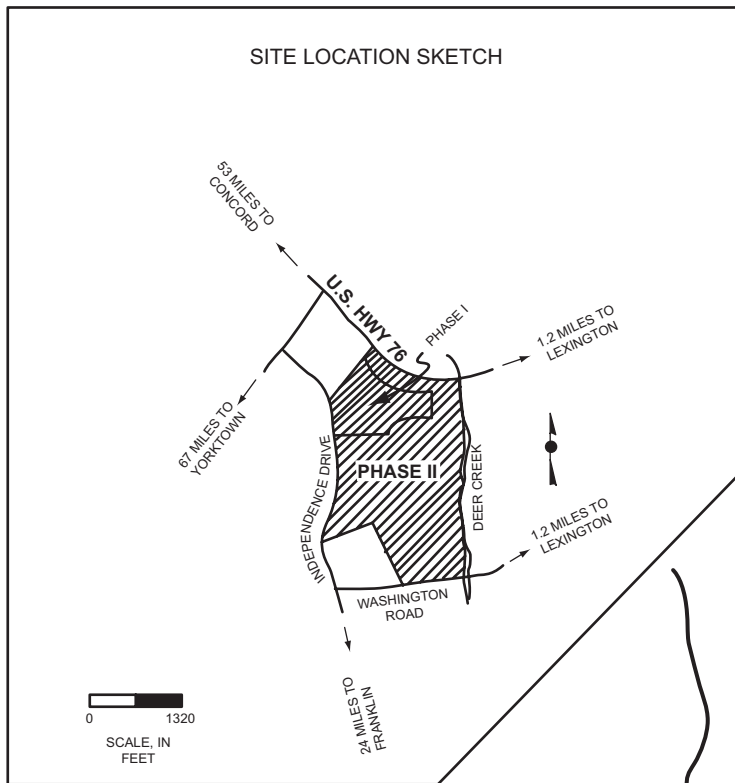 SITE LOCATION SKETCH
53 MILES TO
CONCORD
U.S. HWY 76
PHASE I
1.2 MILES TO
LEXINGTON
67 MILES TO
YORKTOWN
INDEPENDENCE DRIVE
PHASE II
DEER CREEK
1.2 MILES TO
LEXINGTON
WASHINGTON
ROAD
24 MILES TO
FRANKLIN
0 1320
SCALE, IN
FEET